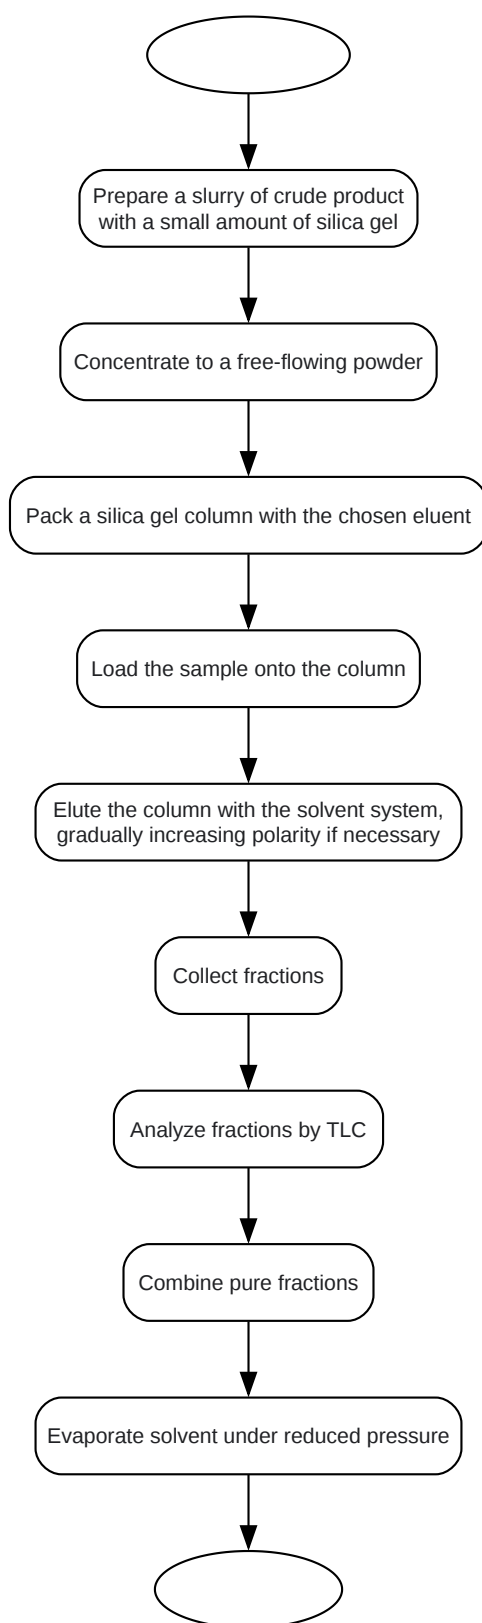 Prepare a slurry of crude product
with a small amount of silica gel
Concentrate to a free-flowing powder
Pack a silica gel column with the chosen eluent
Load the sample onto the column
Elute the column with the solvent system,
gradually increasing polarity if necessary
Collect fractions
Analyze fractions by TLC
Combine pure fractions
Evaporate solvent under reduced pressure